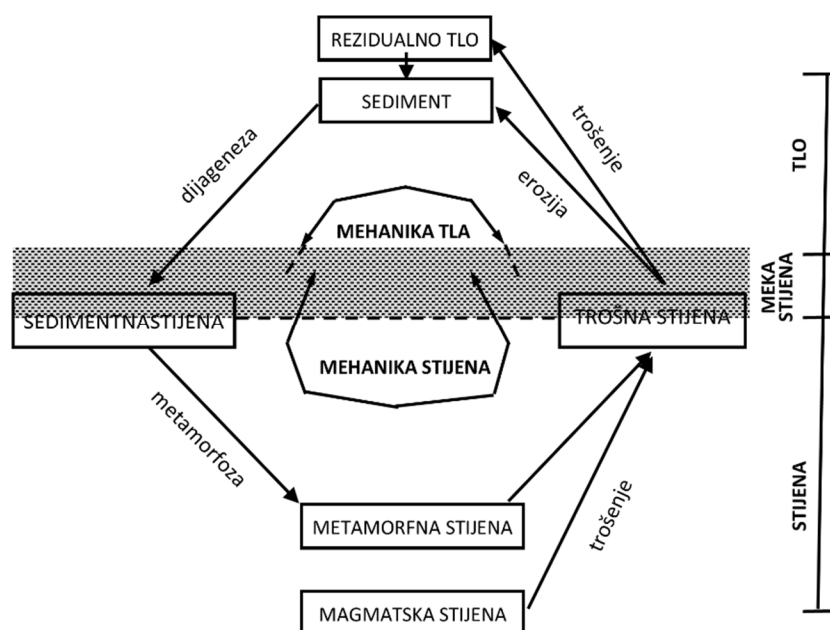 REZIDUALNO TLO
SEDIMENT
trošenje
dijageneza
erozija
TLO
MEHANIKA TLA
MEKA
STIJENA
SEDIMENTNASTIJENA
TROŠNA STIJENA
MEHANIKA STIJENA
metamorfoza
STIJENA
METAMORFNA STIJENA
trošenje
MAGMATSKA STIJENA